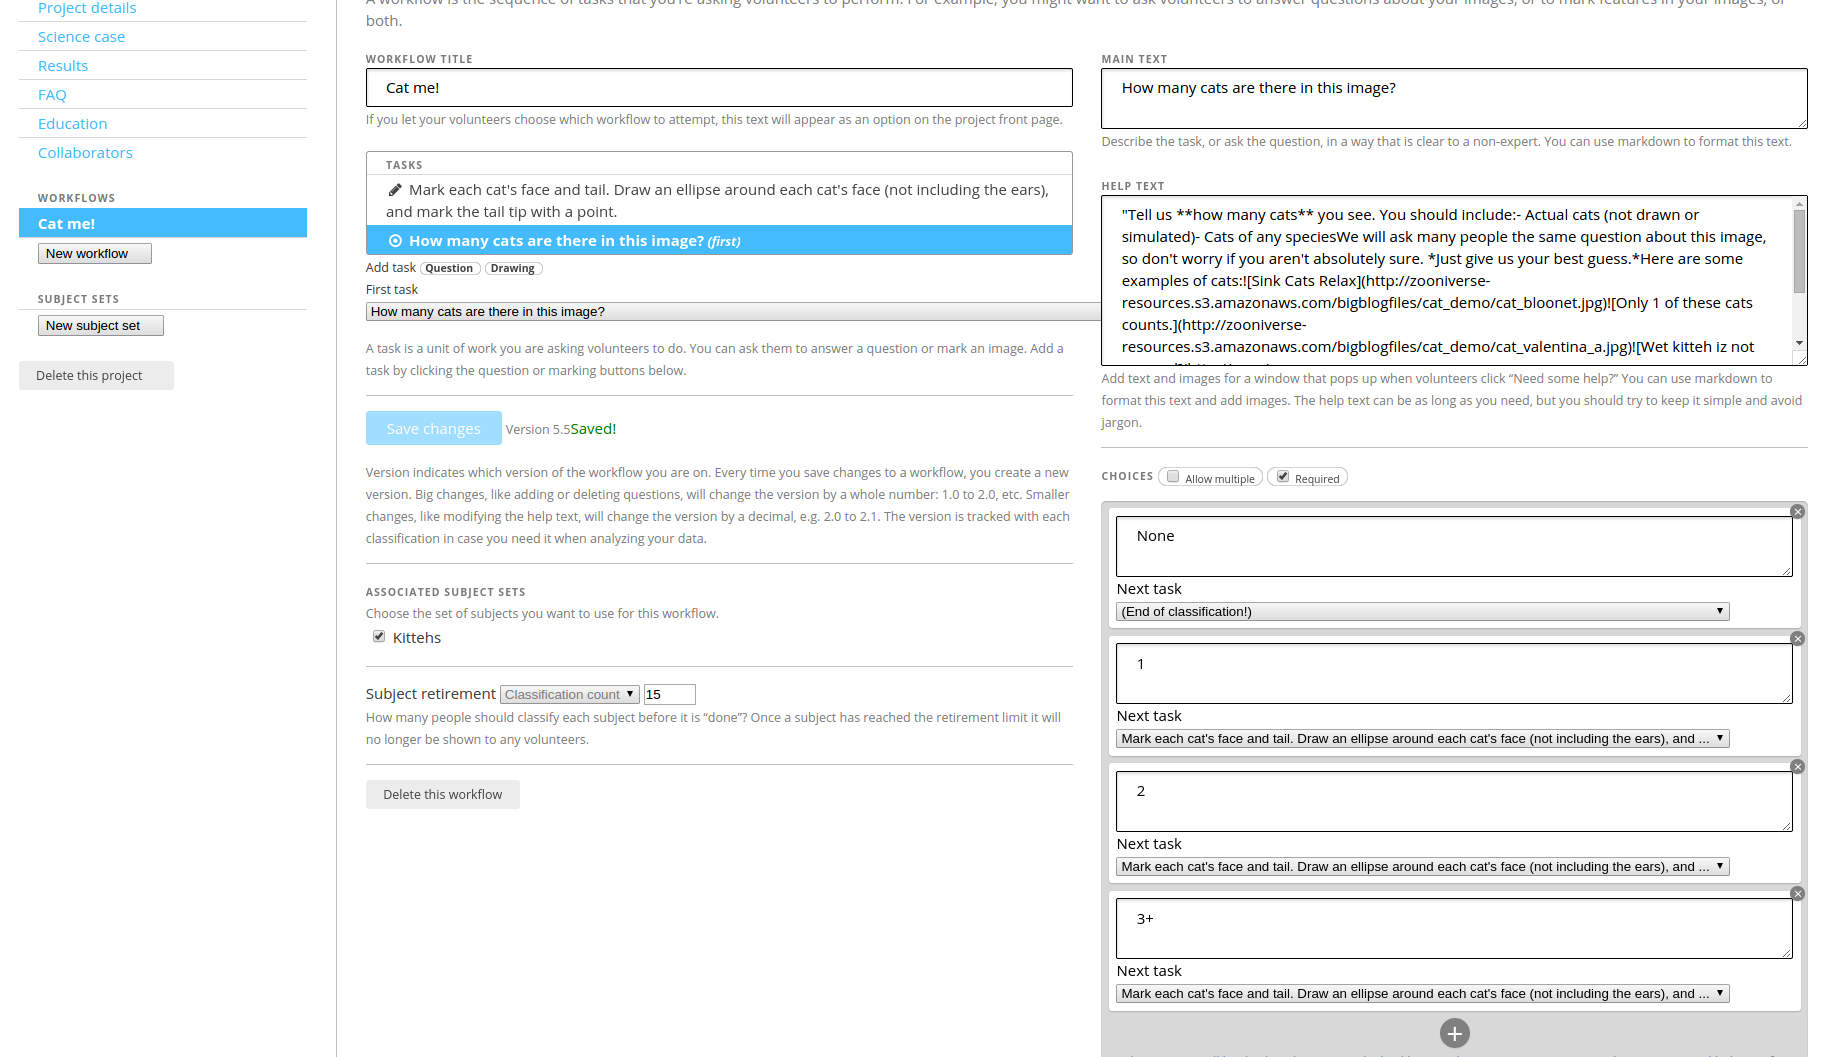 Project details
Science case
Results
FAQ
Education
Collaborators
WORKFLOWS
Cat me!
New workflow
SUBJECT SETS
New subject set
Delete this project
A workflow is the sequence of tasks that you're asking volunteers to perform. For example, you might want to ask volunteers to answer questions about your images, or to mark features in your images, or
both.
WORKFLOW TITLE
Cat me!
If you let your volunteers choose which workflow to attempt, this text will appear as an option on the project front page.
TASKS
Mark each cat's face and tail. Draw an ellipse around each cat's face (not including the ears),
and mark the tail tip with a point.
How many cats are there in this image? (first)
Add task Question Drawing
First task
How many cats are there in this image?
A task is a unit of work you are asking volunteers to do. You can ask them to answer a question or mark an image. Add a
task by clicking the question or marking buttons below.
Save changes Version 5.5Saved!
Version indicates which version of the workflow you are on. Every time you save changes to a workflow, you create a new
version. Big changes, like adding or deleting questions, will change the version by a whole number: 1.0 to 2.0, etc. Smaller
changes, like modifying the help text, will change the version by a decimal, e.g. 2.0 to 2.1. The version is tracked with each
classification in case you need it when analyzing your data.
ASSOCIATED SUBJECT SETS
Choose the set of subjects you want to use for this workflow.
Kittehs
Subject retirement Classification count 15
How many people should classify each subject before it is “done”? Once a subject has reached the retirement limit it will
no longer be shown to any volunteers.
Delete this workflow
MAIN TEXT
How many cats are there in this image?
Describe the task, or ask the question, in a way that is clear to a non-expert. You can use markdown to format this text.
HELP TEXT
"Tell us **how many cats** you see. You should include:- Actual cats (not drawn or
simulated)- Cats of any speciesWe will ask many people the same question about this image,
so don't worry if you aren't absolutely sure. *Just give us your best guess.*Here are some
examples of cats:![Sink Cats Relax](http://zooniverse-
resources.s3.amazonaws.com/bigblogfiles/cat_demo/cat_bloonet.jpg)![Only 1 of these cats
counts.](http://zooniverse-
resources.s3.amazonaws.com/bigblogfiles/cat_demo/cat_valentina_a.jpg)![Wet kitteh iz not
Add text and images for a window that pops up when volunteers click “Need some help?” You can use markdown to
format this text and add images. The help text can be as long as you need, but you should try to keep it simple and avoid
jargon.
CHOICES Allow multiple Required
None
Next task
(End of classification!)
1
Next task
Mark each cat's face and tail. Draw an ellipse around each cat's face (not including the ears), and ...
2
Next task
Mark each cat's face and tail. Draw an ellipse around each cat's face (not including the ears), and ...
3+
Next task
Mark each cat's face and tail. Draw an ellipse around each cat's face (not including the ears), and ...